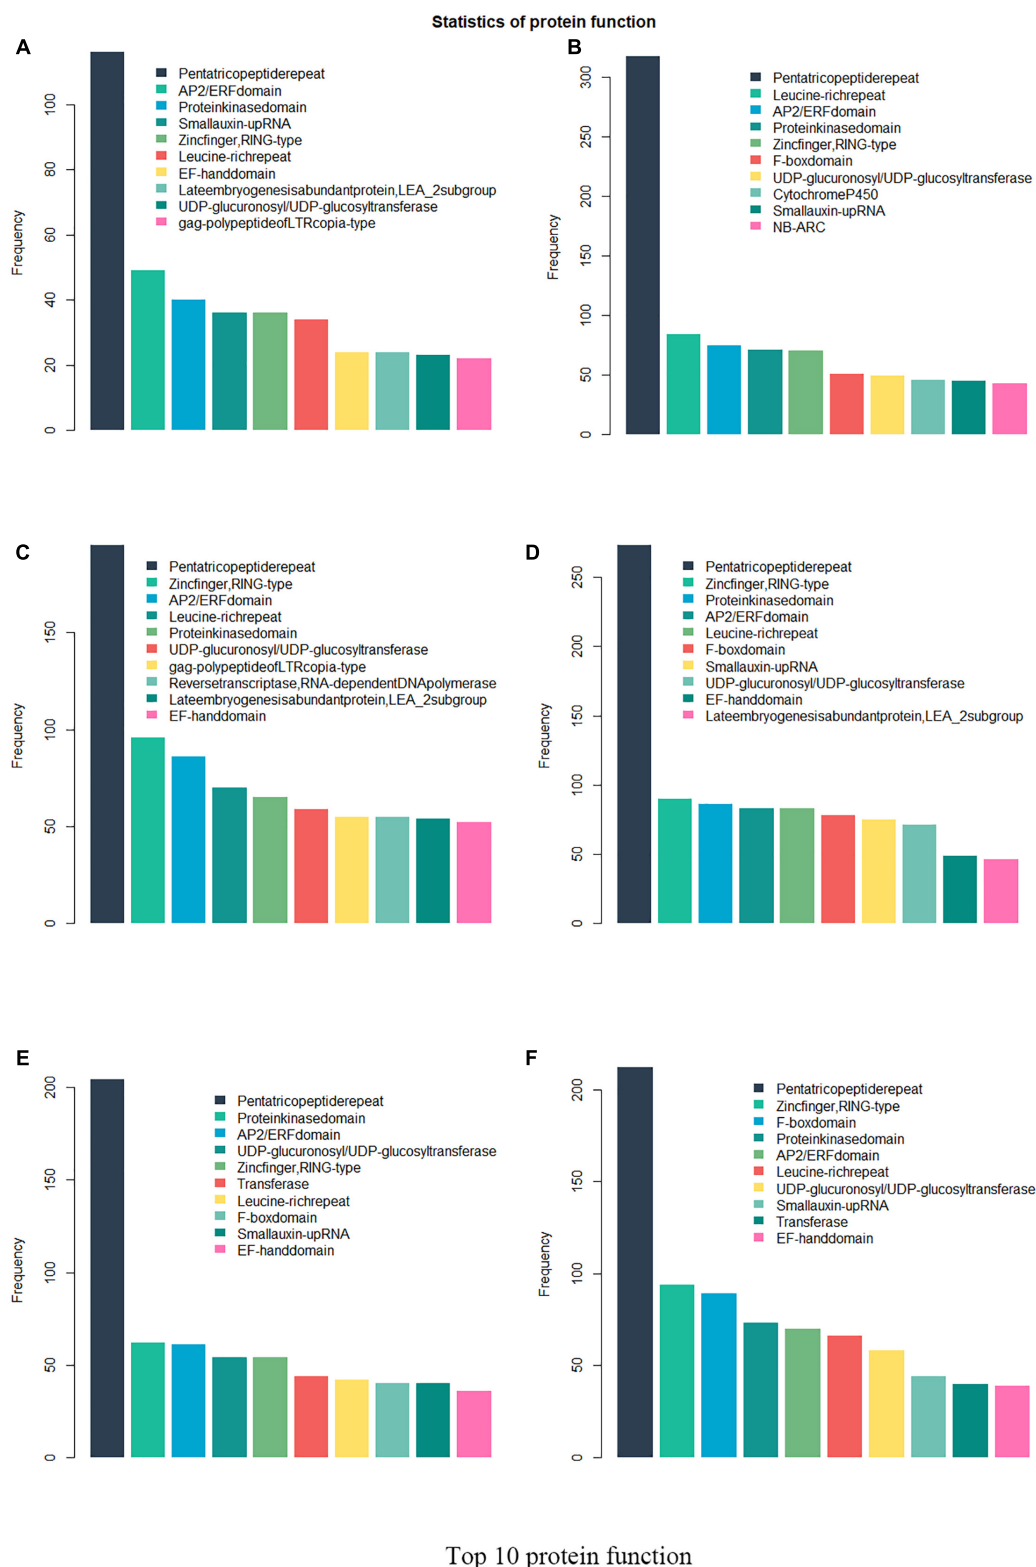 Statistics of protein function
A
Frequency
0
20
40
60
80
100
Pentatricopeptiderepeat
AP2/ERFdomain
Proteinkinasedomain
Smallauxin-upRNA
Zincfinger,RING-type
Leucine-richrepeat
EF-handdomain
Lateembryogenesisabundantprotein,LEA_2subgroup
UDP-glucuronosyl/UDP-glucosyltransferase
gag-polypeptideofLTRcopia-type
B
Frequency
0
50
100
150
200
250
300
Pentatricopeptiderepeat
Leucine-richrepeat
AP2/ERFdomain
Proteinkinasedomain
Zincfinger,RING-type
F-boxdomain
UDP-glucuronosyl/UDP-glucosyltransferase
CytochromeP450
Smallauxin-upRNA
NB-ARC
C
Frequency
0
50
100
150
Pentatricopeptiderepeat
Zincfinger,RING-type
AP2/ERFdomain
Leucine-richrepeat
Proteinkinasedomain
UDP-glucuronosyl/UDP-glucosyltransferase
gag-polypeptideofLTRcopia-type
Reversetranscriptase,RNA-dependentDNApolymerase
Lateembryogenesisabundantprotein,LEA_2subgroup
EF-handdomain
D
Frequency
0
50
100
150
200
250
Pentatricopeptiderepeat
Zincfinger,RING-type
Proteinkinasedomain
AP2/ERFdomain
Leucine-richrepeat
F-boxdomain
Smallauxin-upRNA
UDP-glucuronosyl/UDP-glucosyltransferase
EF-handdomain
Lateembryogenesisabundantprotein,LEA_2subgroup
E
Frequency
0
50
100
150
200
Pentatricopeptiderepeat
Proteinkinasedomain
AP2/ERFdomain
UDP-glucuronosyl/UDP-glucosyltransferase
Zincfinger,RING-type
Transferase
Leucine-richrepeat
F-boxdomain
Smallauxin-upRNA
EF-handdomain
F
Frequency
0
50
100
150
200
Pentatricopeptiderepeat
Zincfinger,RING-type
F-boxdomain
Proteinkinasedomain
AP2/ERFdomain
Leucine-richrepeat
UDP-glucuronosyl/UDP-glucosyltransferase
Smallauxin-upRNA
Transferase
EF-handdomain
Top 10 protein function